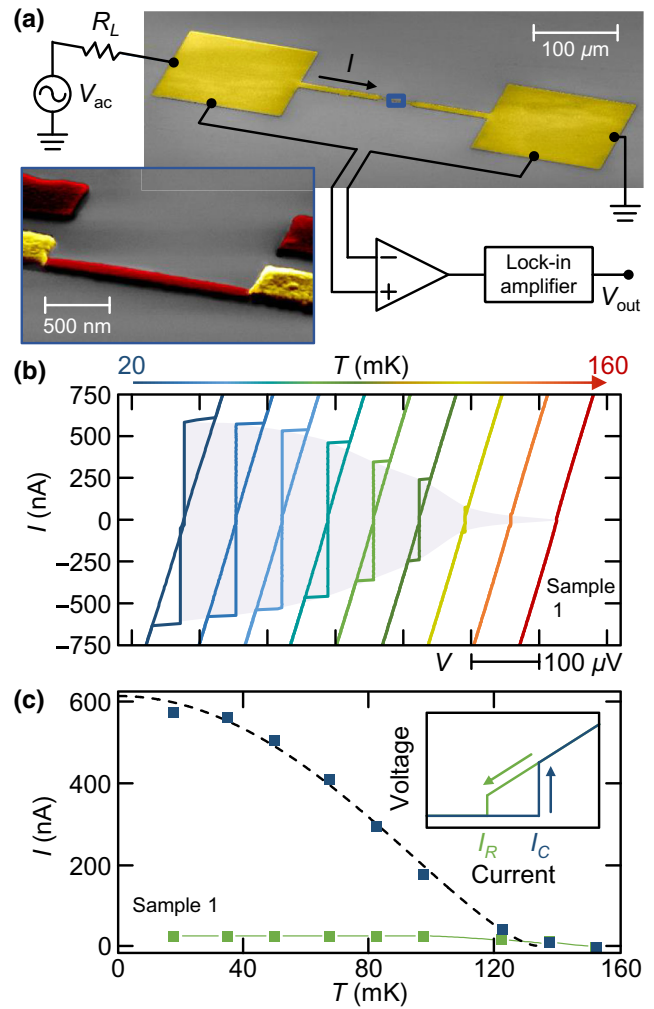 (a)
R_L
V_ac
I
100 µm
500 nm
−
+
Lock-in
amplifier
V_out
(b)
20
T (mK)
160
I (nA)
750
500
250
0
−250
−500
−750
Sample
1
V
100 µV
(c)
I (nA)
600
400
200
0
Sample 1
Voltage
I_R
I_C
Current
0
40
80
120
160
T (mK)